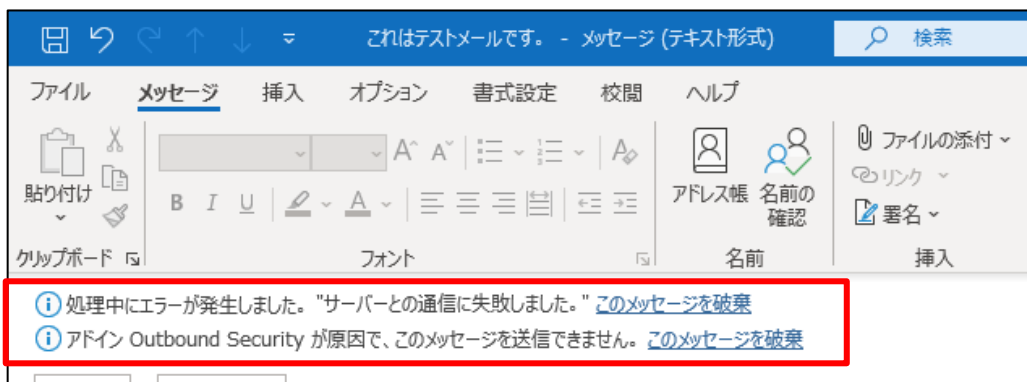 これはテストメールです。 - メッセージ (テキスト形式) 検索
ファイル メッセージ 挿入 オプション 書式設定 校閲 ヘルプ
貼り付け B I U A アドレス帳 名前の確認 ファイルの添付
リンク
署名
クリップボード フォント 名前 挿入
処理中にエラーが発生しました。"サーバーとの通信に失敗しました。" このメッセージを破棄
アドイン Outbound Security が原因で、このメッセージを送信できません。このメッセージを破棄